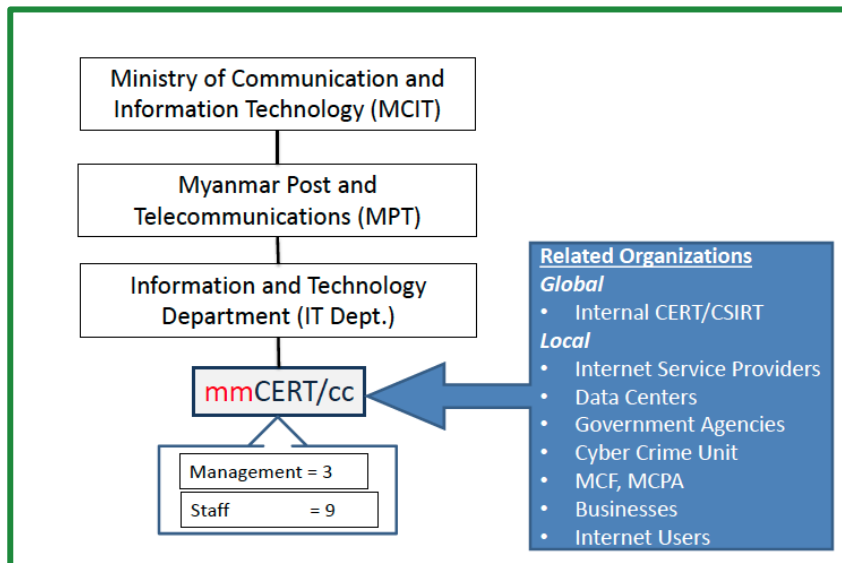 Ministry of Communication and
Information Technology (MCIT)
Myanmar Post and
Telecommunications (MPT)
Information and Technology
Department (IT Dept.)
mmCERT/cc
Management = 3
Staff = 9
Related Organizations
Global
• Internal CERT/CSIRT
Local
• Internet Service Providers
• Data Centers
• Government Agencies
• Cyber Crime Unit
• MCF, MCPA
• Businesses
• Internet Users